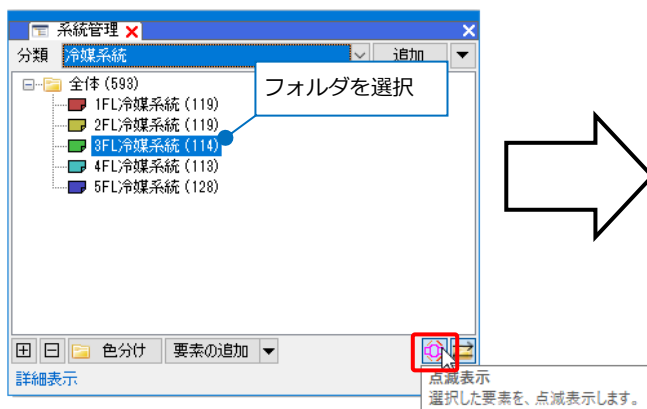 系統管理
分類 冷媒系統 追加
全体 (593)
1FL冷媒系統 (119)
2FL冷媒系統 (119)
3FL冷媒系統 (114)
4FL冷媒系統 (113)
5FL冷媒系統 (128)
フォルダを選択
色分け 要素の追加
詳細表示
点滅表示
選択した要素を、点滅表示します。